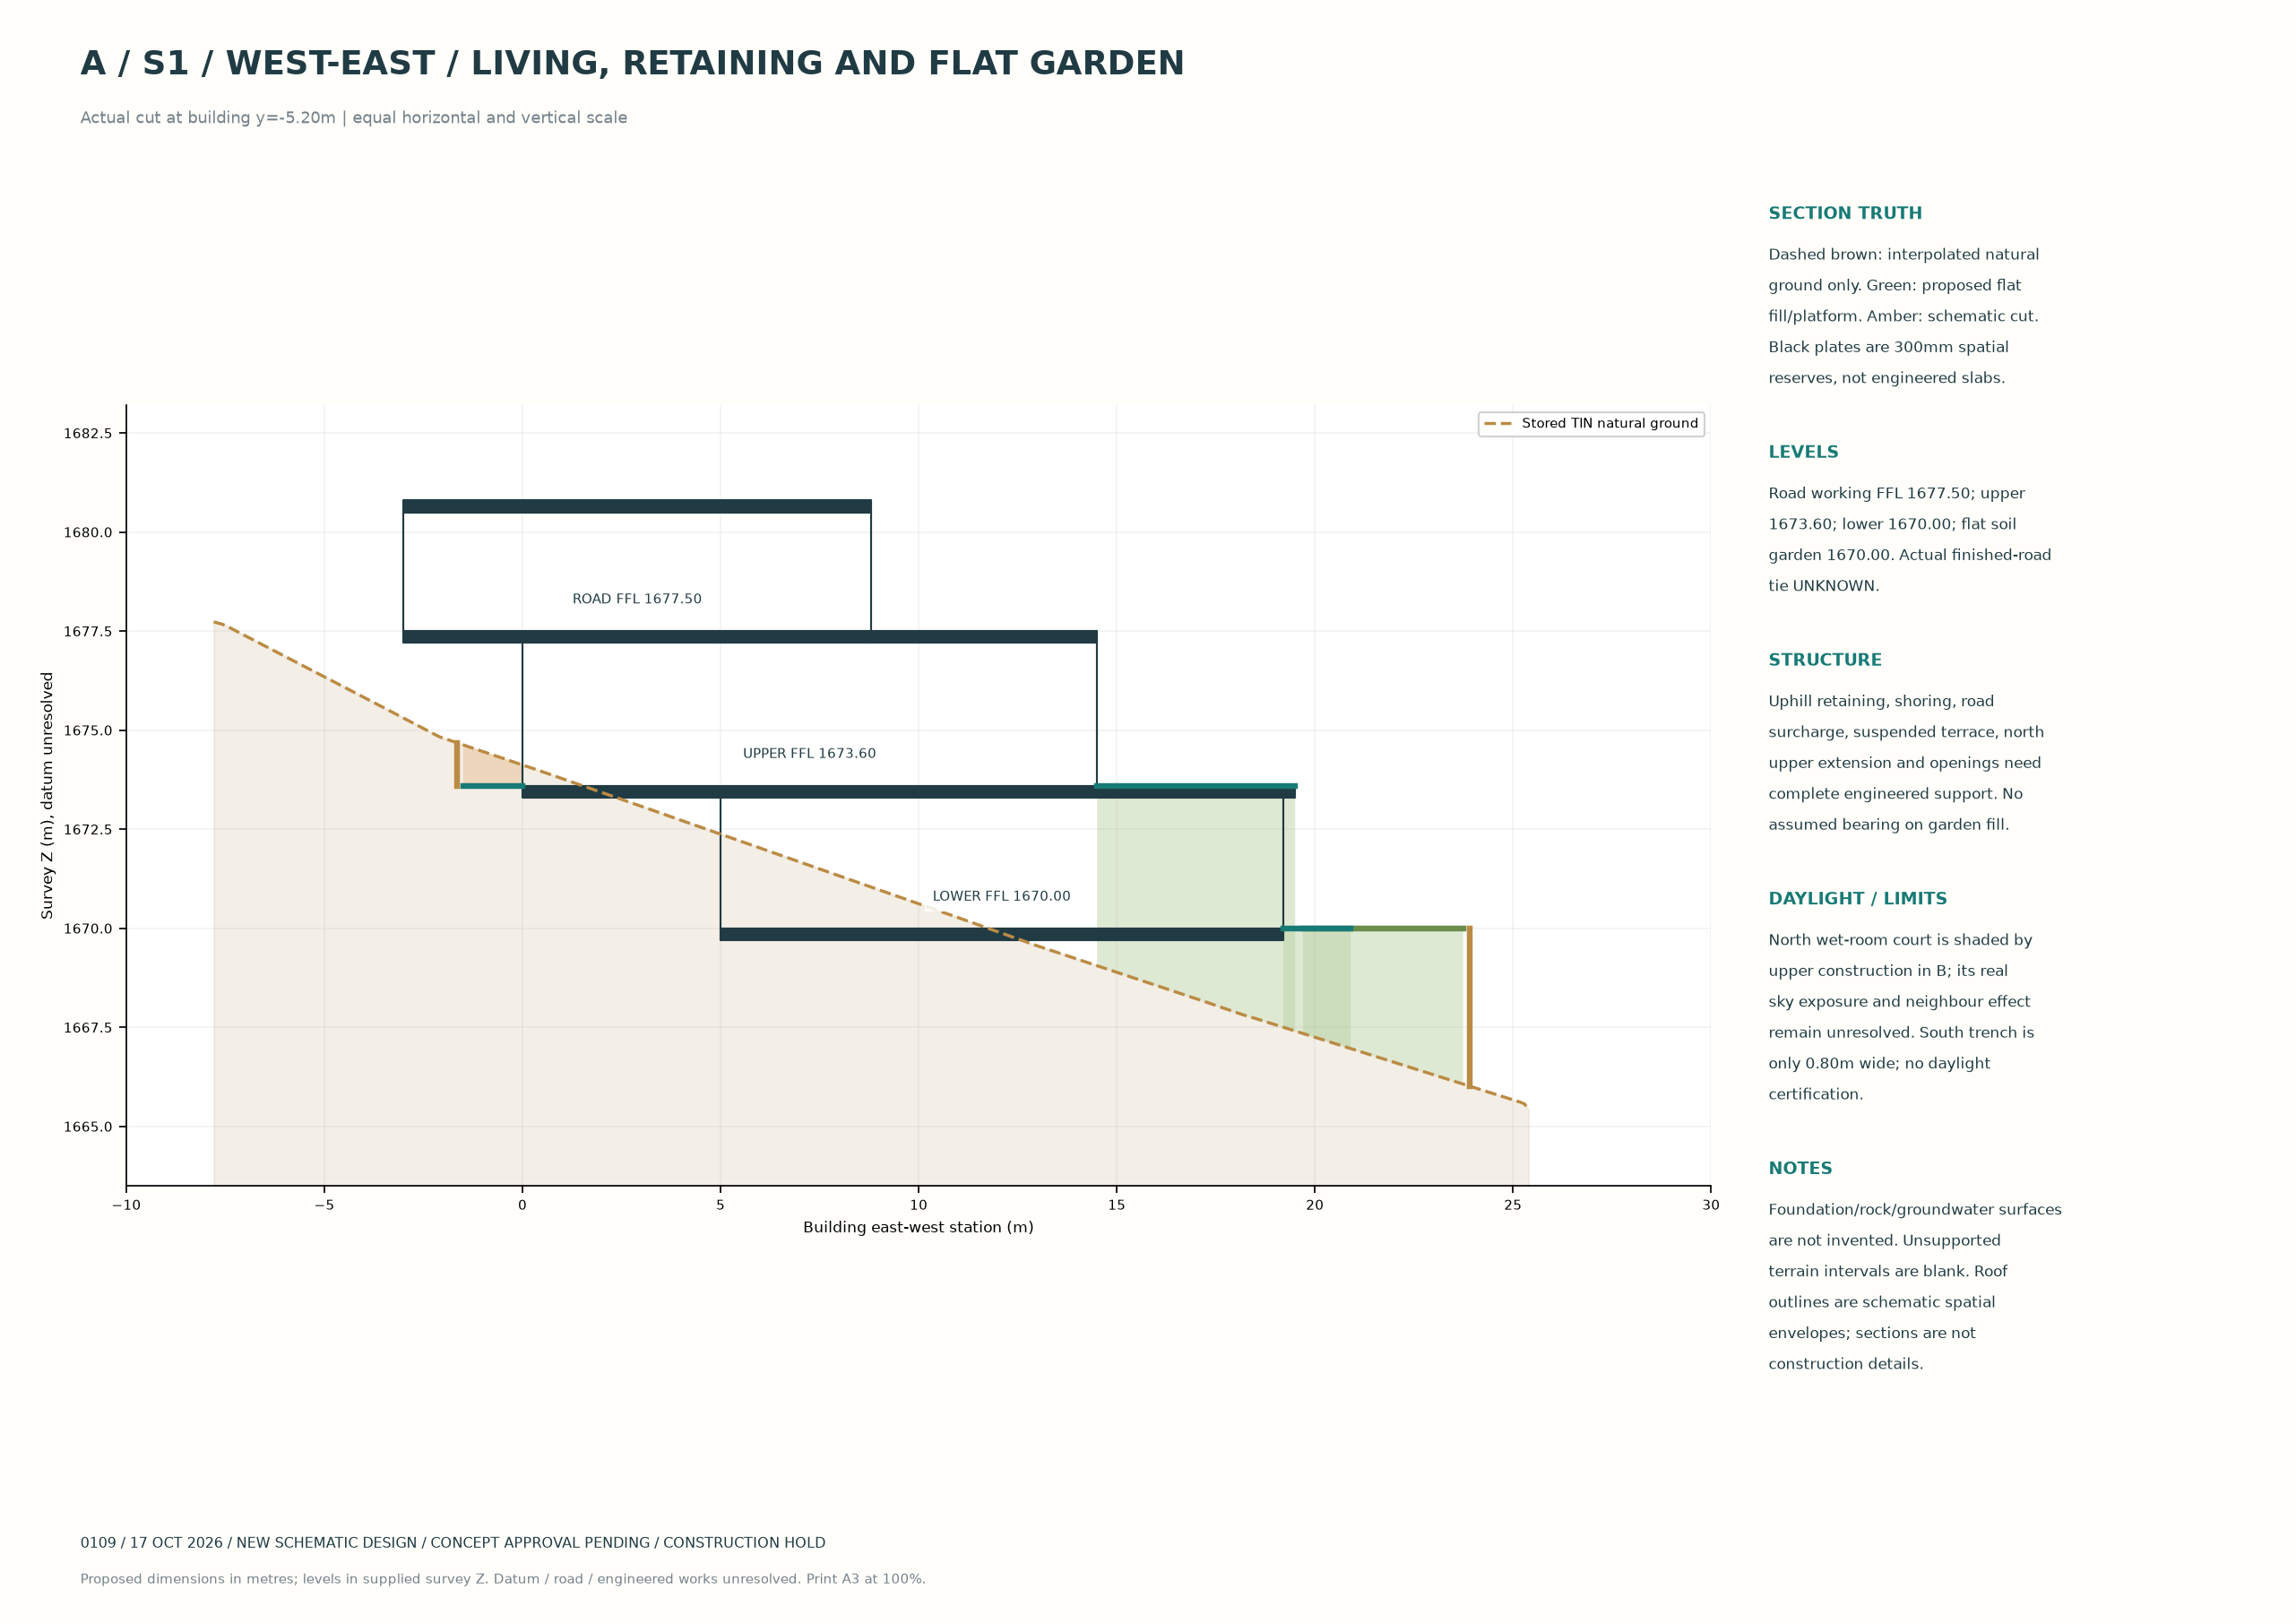 A / S1 / WEST-EAST / LIVING, RETAINING AND FLAT GARDEN
Actual cut at building y=-5.20m | equal horizontal and vertical scale
Stored TIN natural ground
Survey Z (m), datum unresolved
1682.5
1680.0
1677.5
1675.0
1672.5
1670.0
1667.5
1665.0
ROAD FFL 1677.50
UPPER FFL 1673.60
LOWER FFL 1670.00
−10
−5
0
5
10
15
20
25
30
Building east-west station (m)
SECTION TRUTH
Dashed brown: interpolated natural
ground only. Green: proposed flat
fill/platform. Amber: schematic cut.
Black plates are 300mm spatial
reserves, not engineered slabs.
LEVELS
Road working FFL 1677.50; upper
1673.60; lower 1670.00; flat soil
garden 1670.00. Actual finished-road
tie UNKNOWN.
STRUCTURE
Uphill retaining, shoring, road
surcharge, suspended terrace, north
upper extension and openings need
complete engineered support. No
assumed bearing on garden fill.
DAYLIGHT / LIMITS
North wet-room court is shaded by
upper construction in B; its real
sky exposure and neighbour effect
remain unresolved. South trench is
only 0.80m wide; no daylight
certification.
NOTES
Foundation/rock/groundwater surfaces
are not invented. Unsupported
terrain intervals are blank. Roof
outlines are schematic spatial
envelopes; sections are not
construction details.
0109 / 17 OCT 2026 / NEW SCHEMATIC DESIGN / CONCEPT APPROVAL PENDING / CONSTRUCTION HOLD
Proposed dimensions in metres; levels in supplied survey Z. Datum / road / engineered works unresolved. Print A3 at 100%.